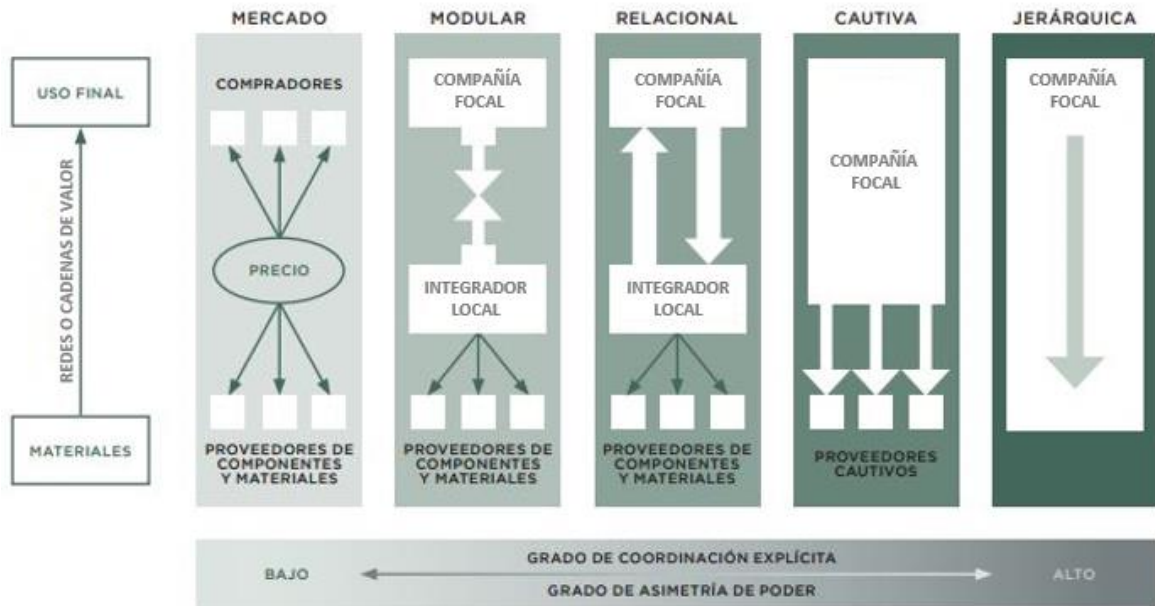 MERCADO
MODULAR
RELACIONAL
CAUTIVA
JERÁRQUICA
USO FINAL
REDES O CADENAS DE VALOR
MATERIALES
COMPRADORES
PRECIO
PROVEEDORES DE
COMPONENTES
Y MATERIALES
COMPAÑÍA
FOCAL
INTEGRADOR
LOCAL
PROVEEDORES DE
COMPONENTES
Y MATERIALES
COMPAÑÍA
FOCAL
INTEGRADOR
LOCAL
PROVEEDORES DE
COMPONENTES
Y MATERIALES
COMPAÑÍA
FOCAL
PROVEEDORES
CAUTIVOS
COMPAÑÍA
FOCAL
BAJO
GRADO DE COORDINACIÓN EXPLÍCITA
GRADO DE ASIMETRÍA DE PODER
ALTO